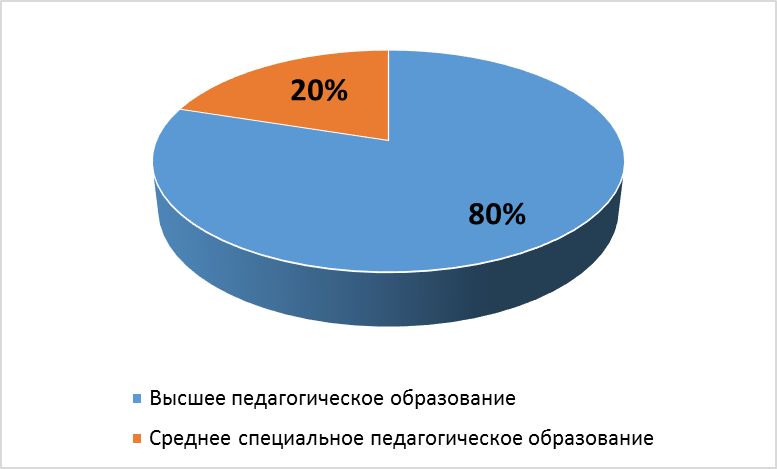 20%
80%
Высшее педагогическое образование
Среднее специальное педагогическое образование